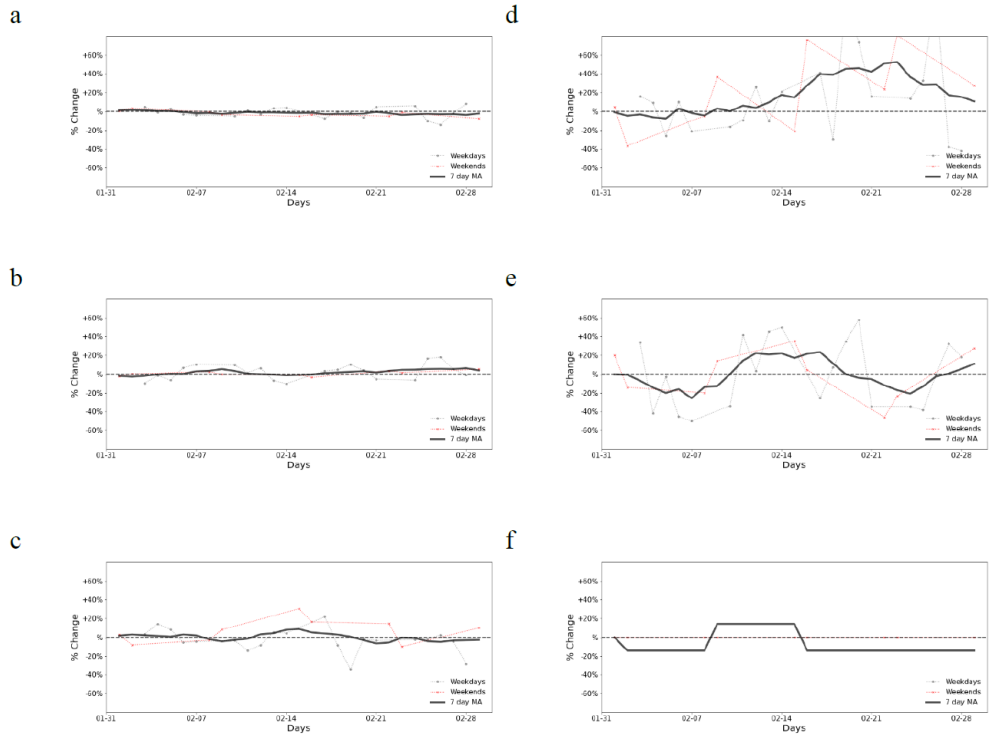 a
+60%
+40%
+20%
%
-20%
-40%
-60%
% Change
Weekdays
Weekends
7 day MA
01-31 02-07 02-14 02-21 02-28
Days
d
+60%
+40%
+20%
%
-20%
-40%
-60%
% Change
Weekdays
Weekends
7 day MA
01-31 02-07 02-14 02-21 02-28
Days
b
+60%
+40%
+20%
%
-20%
-40%
-60%
% Change
Weekdays
Weekends
7 day MA
01-31 02-07 02-14 02-21 02-28
Days
e
+60%
+40%
+20%
%
-20%
-40%
-60%
% Change
Weekdays
Weekends
7 day MA
01-31 02-07 02-14 02-21 02-28
Days
c
+60%
+40%
+20%
%
-20%
-40%
-60%
% Change
Weekdays
Weekends
7 day MA
01-31 02-07 02-14 02-21 02-28
Days
f
+60%
+40%
+20%
%
-20%
-40%
-60%
% Change
Weekdays
Weekends
7 day MA
01-31 02-07 02-14 02-21 02-28
Days